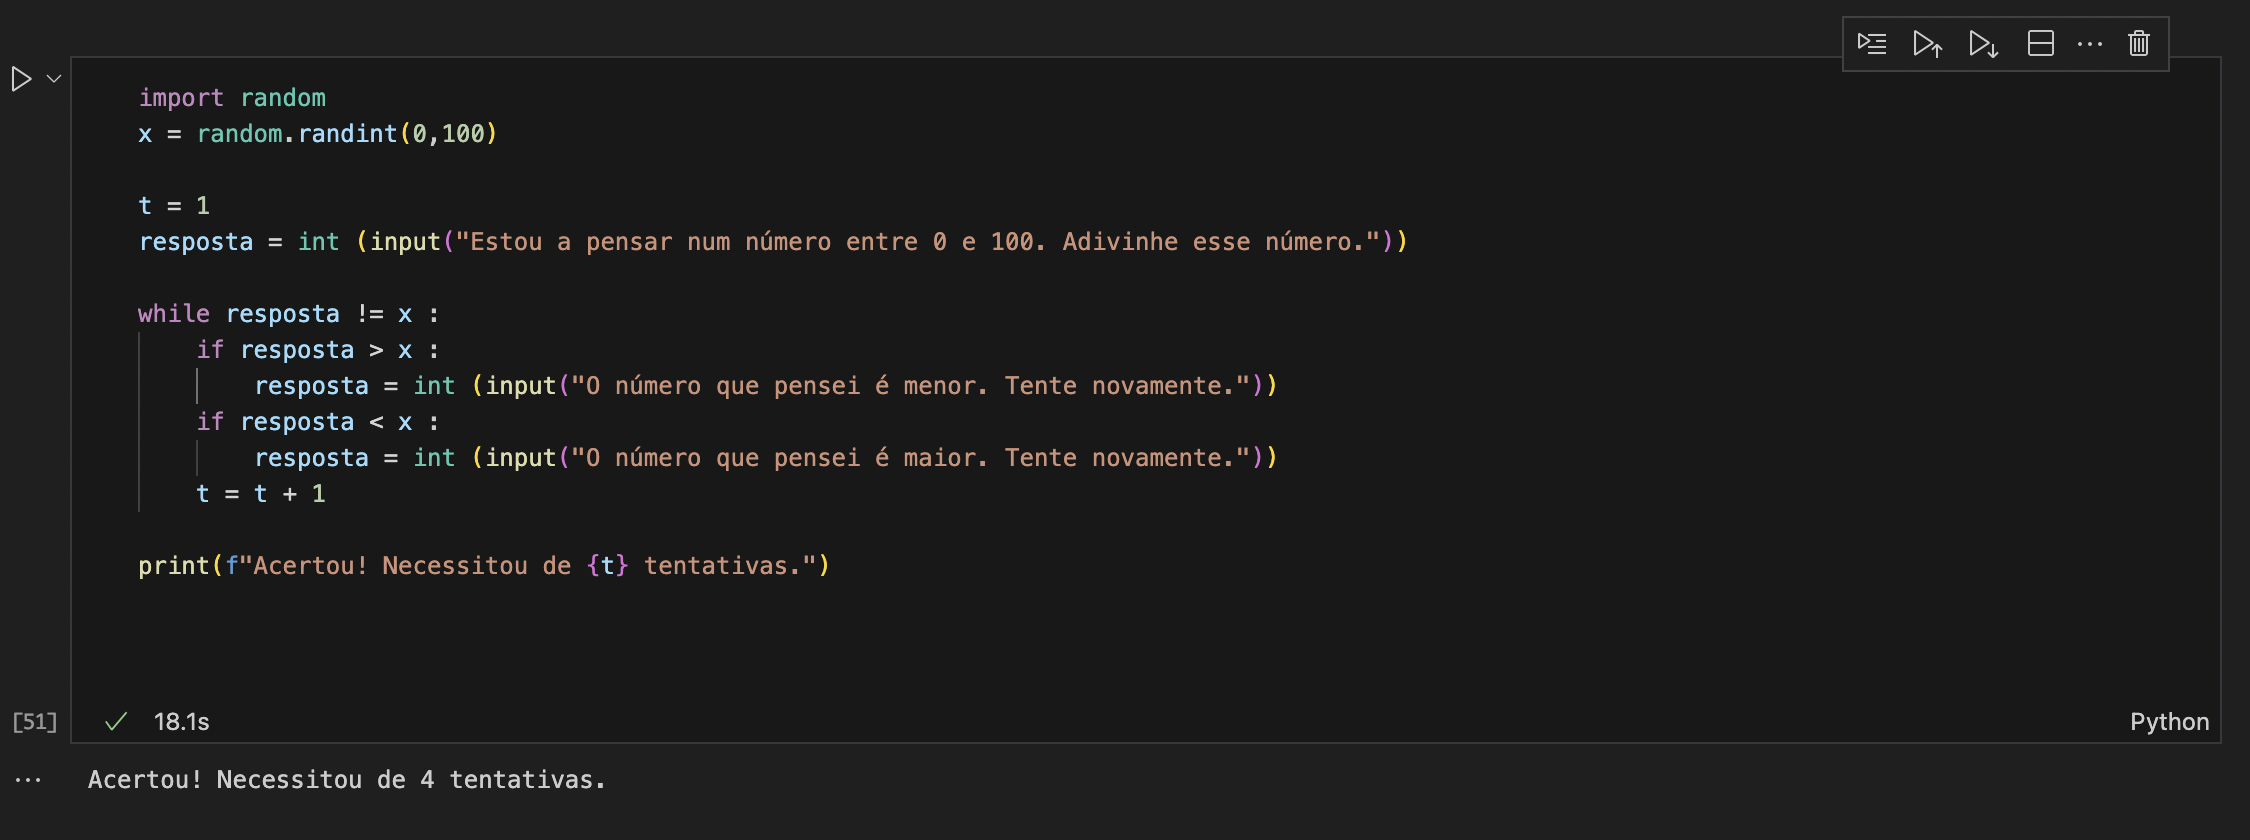 import random
x = random.randint(0,100)
t = 1
resposta = int (input("Estou a pensar num número entre 0 e 100. Adivinhe esse número."))
while resposta != x :
    if resposta > x :
        resposta = int (input("O número que pensei é menor. Tente novamente."))
    if resposta < x :
        resposta = int (input("O número que pensei é maior. Tente novamente."))
    t = t + 1
print(f"Acertou! Necessitou de {t} tentativas.")
[51] 18.1s Python
Acertou! Necessitou de 4 tentativas.